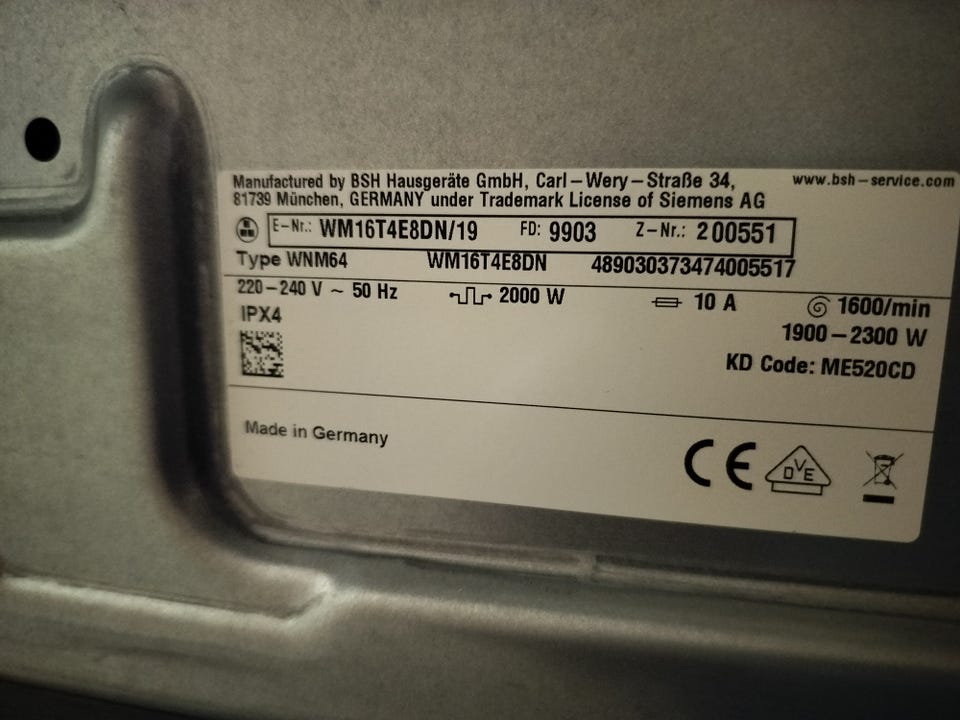 Manufactured by BSH Hausgeräte GmbH, Carl-Wery-Straße 34, www.bsh-service.com
81739 München, GERMANY under Trademark License of Siemens AG
E-Nr.: WM16T4E8DN/19 FD: 9903 Z-Nr.: 200551
Type WNM64 WM16T4E8DN 489030373474005517
220-240 V ~ 50 Hz 2000 W 10 A 1600/min
IPX4 1900-2300 W
KD Code: ME520CD
Made in Germany
CE DVE